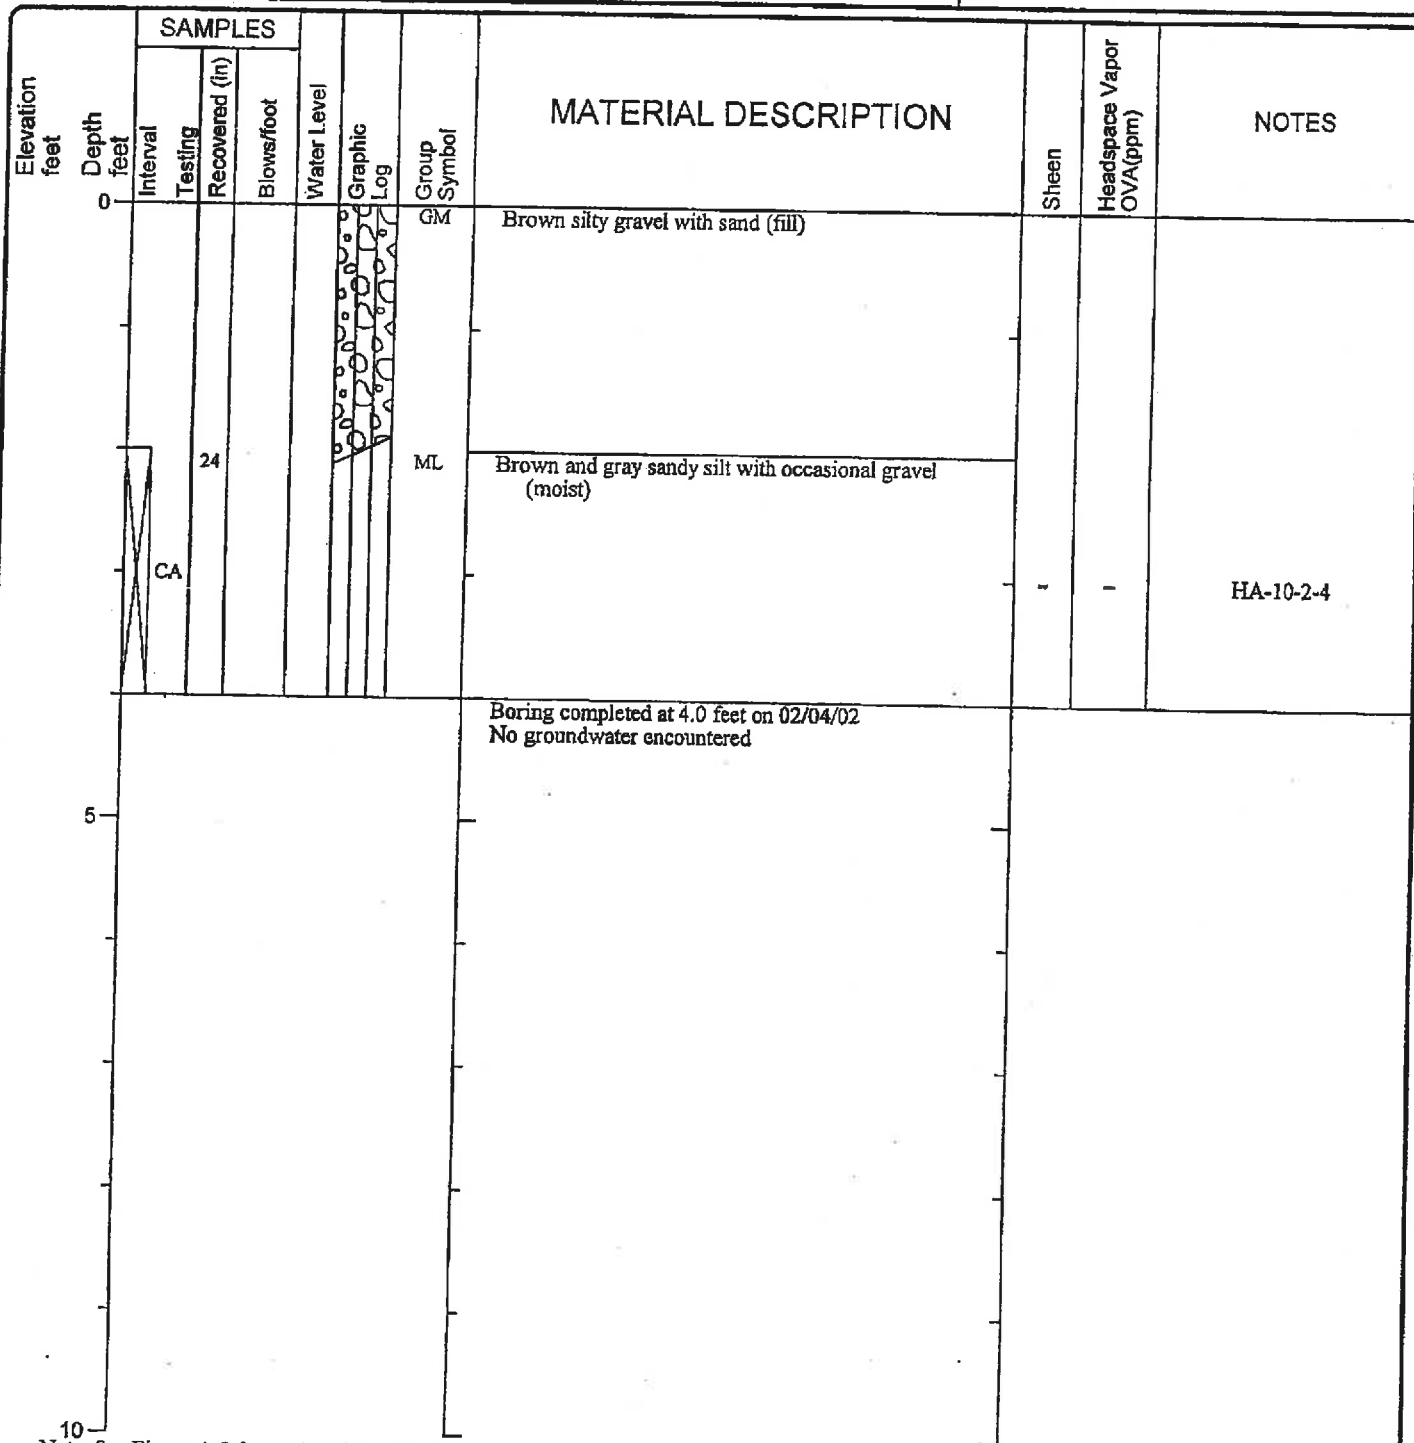 SAMPLES
Elevation
feet
Depth
feet
Interval
Testing
Recovered (in)
Blows/foot
Water Level
Graphic
Log
Group
Symbol
MATERIAL DESCRIPTION
Sheen
Headspace Vapor
OVA(ppm)
NOTES
0
GM Brown silty gravel with sand (fill)
24 ML Brown and gray sandy silt with occasional gravel
(moist)
CA - - HA-10-2-4
Boring completed at 4.0 feet on 02/04/02
No groundwater encountered
5
10